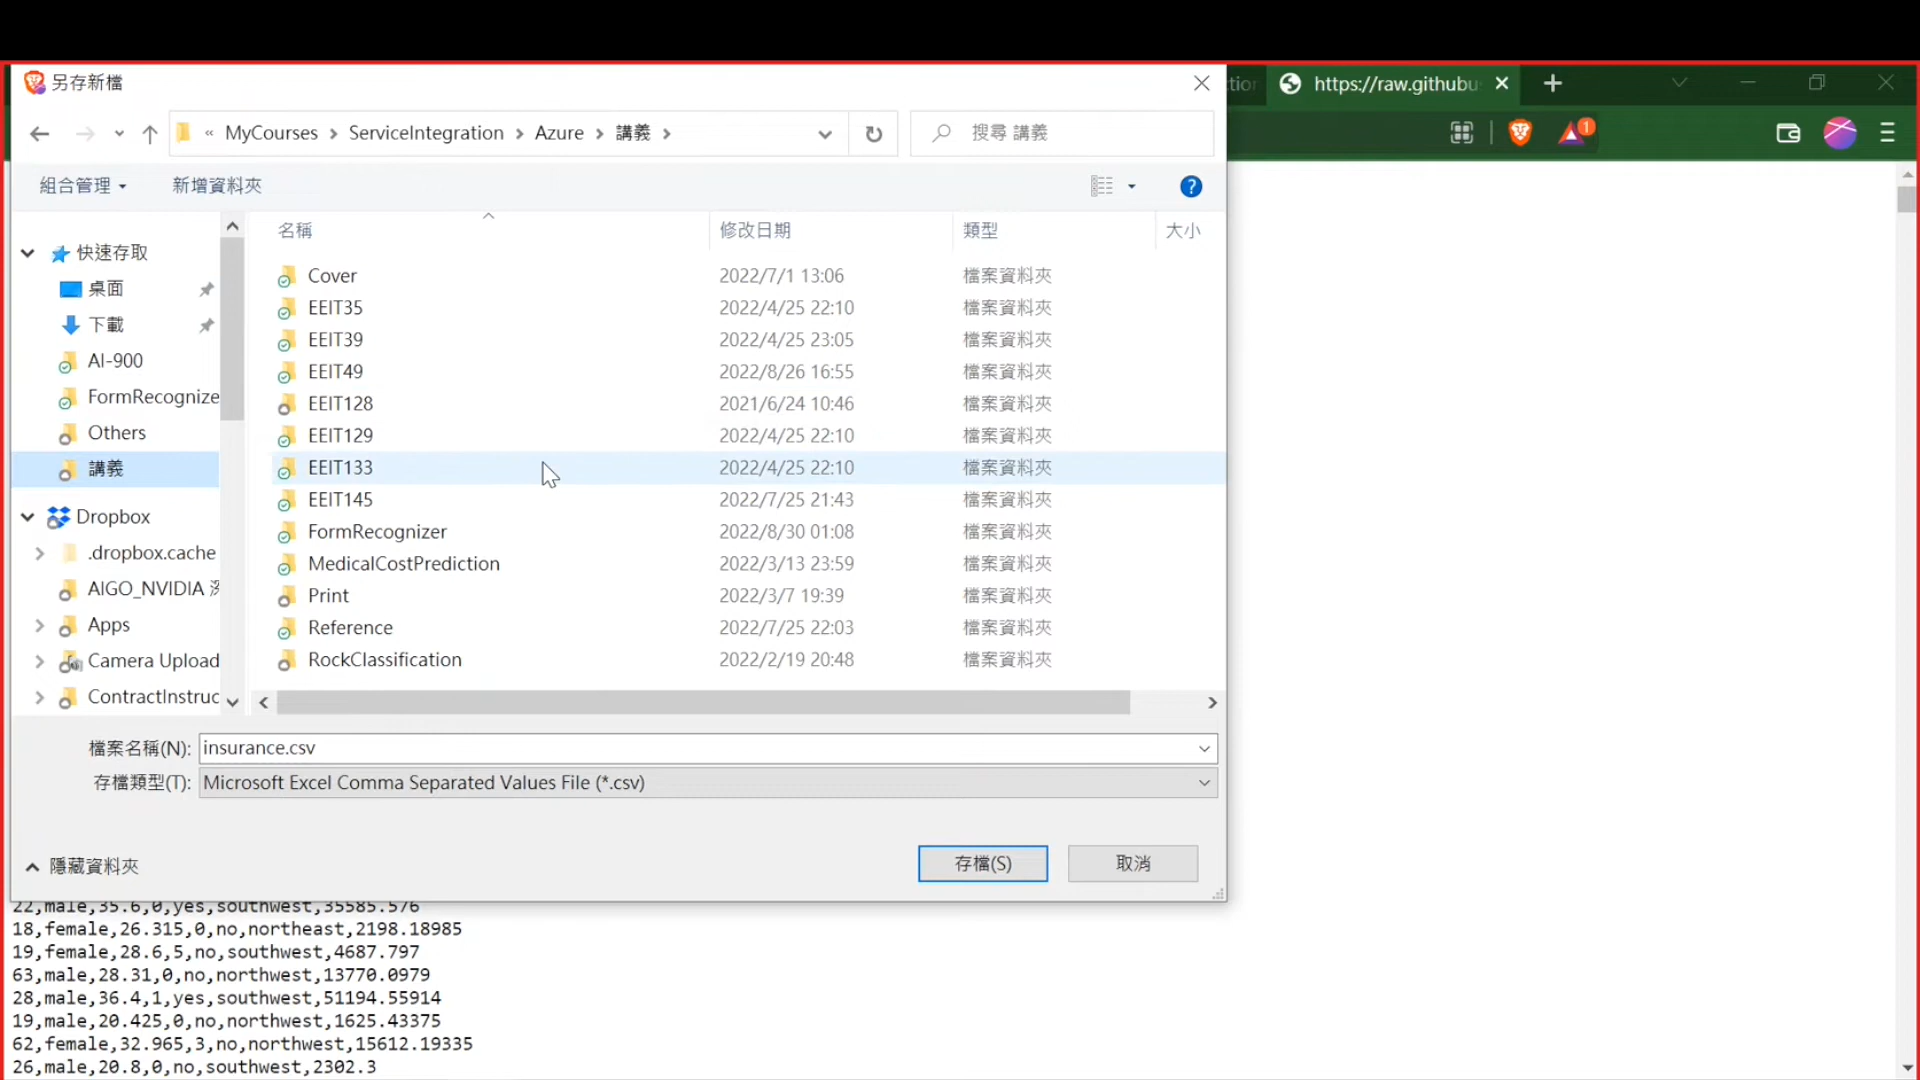 另存新檔
tion
https://raw.githubu
« MyCourses › ServiceIntegration › Azure › 講義 ›
搜尋 講義
1
組合管理
新增資料夾
?
名稱
修改日期
類型
大小
快速存取
桌面
下載
AI-900
FormRecognize
Others
講義
Dropbox
.dropbox.cache
AIGO_NVIDIA
Apps
Camera Upload
ContractInstruc
Cover 2022/7/1 13:06 檔案資料夾
EEIT35 2022/4/25 22:10 檔案資料夾
EEIT39 2022/4/25 23:05 檔案資料夾
EEIT49 2022/8/26 16:55 檔案資料夾
EEIT128 2021/6/24 10:46 檔案資料夾
EEIT129 2022/4/25 22:10 檔案資料夾
EEIT133 2022/4/25 22:10 檔案資料夾
EEIT145 2022/7/25 21:43 檔案資料夾
FormRecognizer 2022/8/30 01:08 檔案資料夾
MedicalCostPrediction 2022/3/13 23:59 檔案資料夾
Print 2022/3/7 19:39 檔案資料夾
Reference 2022/7/25 22:03 檔案資料夾
RockClassification 2022/2/19 20:48 檔案資料夾
檔案名稱(N): insurance.csv
存檔類型(T): Microsoft Excel Comma Separated Values File (*.csv)
隱藏資料夾
存檔(S)
取消
22,male,35.6,0,yes,southwest,35585.576
18,female,26.315,0,no,northeast,2198.18985
19,female,28.6,5,no,southwest,4687.797
63,male,28.31,0,no,northwest,13770.0979
28,male,36.4,1,yes,southwest,51194.55914
19,male,20.425,0,no,northwest,1625.43375
62,female,32.965,3,no,northwest,15612.19335
26,male,20.8,0,no,southwest,2302.3